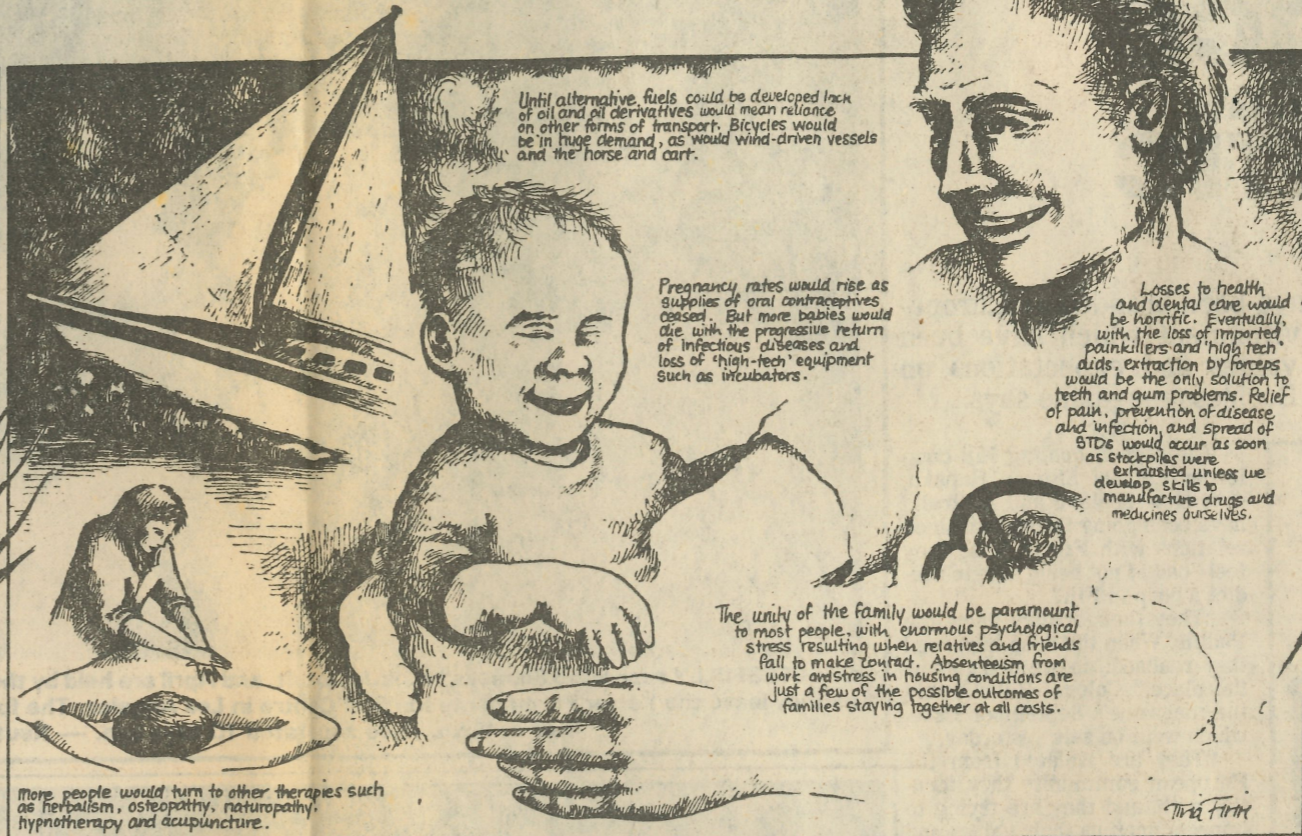 Until alternative fuels could be developed lack
of oil and oil derivatives would mean reliance
on other forms of transport. Bicycles would
be in huge demand, as would wind-driven vessels
and the horse and cart.
Pregnancy rates would rise as
supplies of oral contraceptives
ceased. But more babies would
die with the progressive return
of infectious diseases and
loss of 'high-tech' equipment
such as incubators.
Losses to health
and dental care would
be horrific. Eventually,
with the loss of imported
painkillers and 'high tech'
aids, extraction by forceps
would be the only solution to
teeth and gum problems. Relief
of pain, prevention of disease
and infection, and spread of
STDs would occur as soon
as stockpiles were
exhausted unless we
develop skills to
manufacture drugs and
medicines ourselves.
The unity of the family would be paramount
to most people, with enormous psychological
stress resulting when relatives and friends
fail to make contact. Absenteeism from
work and stress in housing conditions are
just a few of the possible outcomes of
families staying together at all costs.
More people would turn to other therapies such
as herbalism, osteopathy, naturopathy,
hypnotherapy and acupuncture.